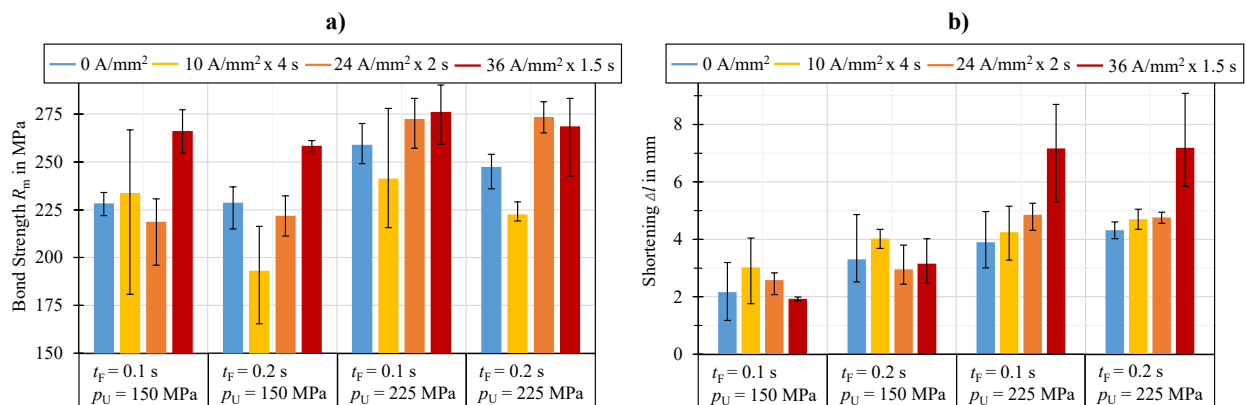 a)
0 A/mm² 10 A/mm² x 4 s 24 A/mm² x 2 s 36 A/mm² x 1.5 s
Bond Strength Rm in MPa
275
250
225
200
175
150
tF = 0.1 s
pU = 150 MPa
tF = 0.2 s
pU = 150 MPa
tF = 0.1 s
pU = 225 MPa
tF = 0.2 s
pU = 225 MPa
b)
0 A/mm² 10 A/mm² x 4 s 24 A/mm² x 2 s 36 A/mm² x 1.5 s
Shortening Δl in mm
8
6
4
2
0
tF = 0.1 s
pU = 150 MPa
tF = 0.2 s
pU = 150 MPa
tF = 0.1 s
pU = 225 MPa
tF = 0.2 s
pU = 225 MPa